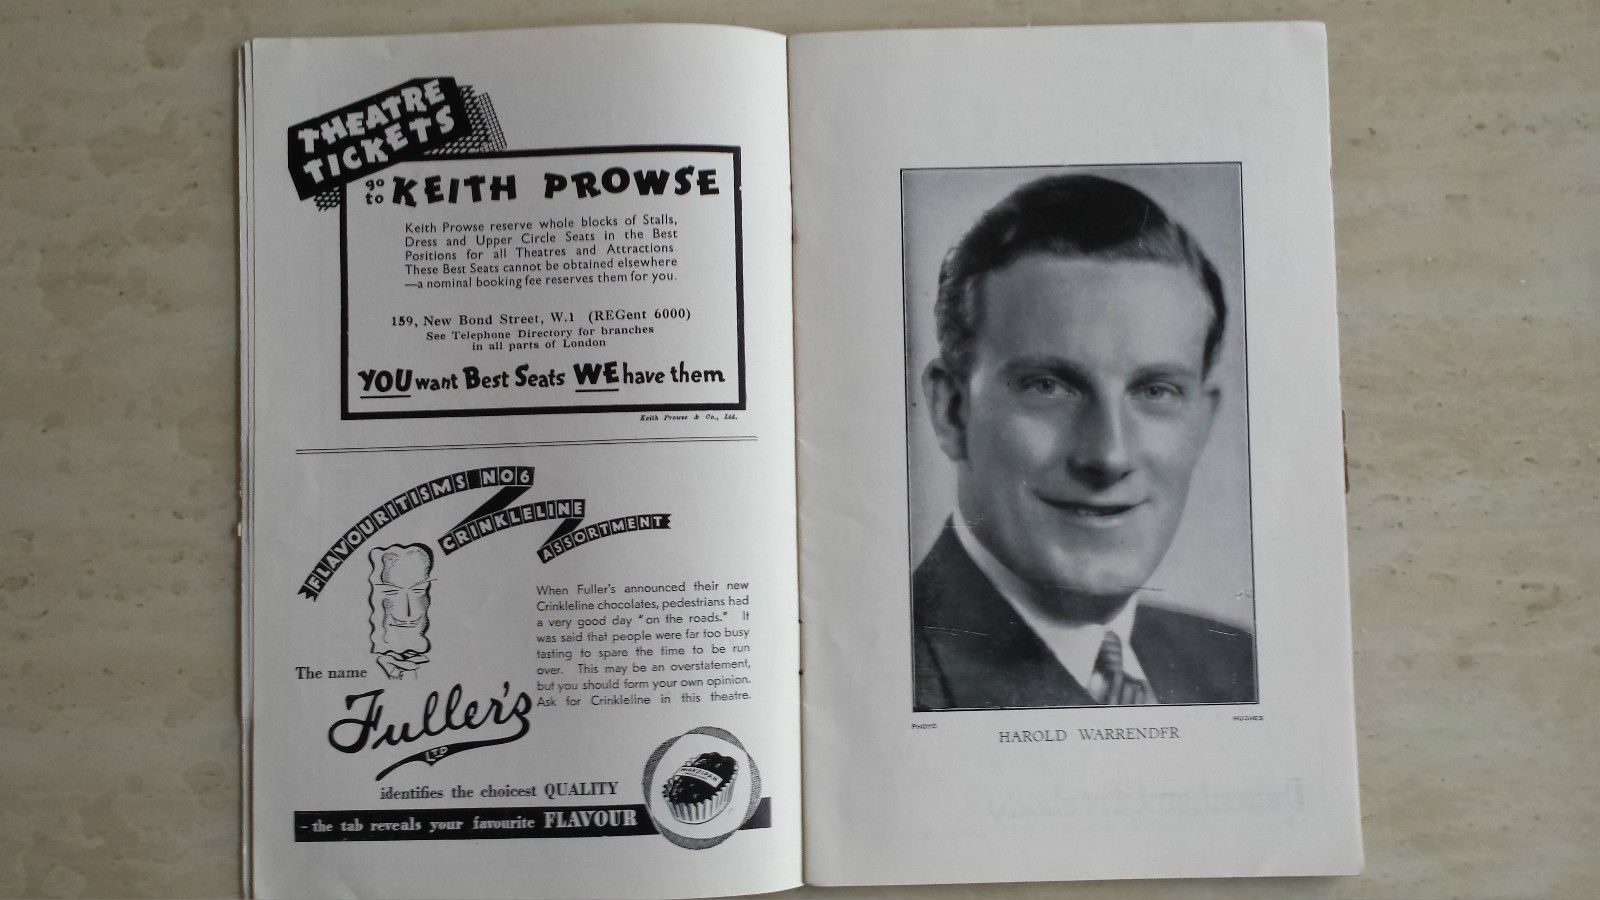 THEATRE
TICKETS
go to KEITH PROWSE
Keith Prowse reserve whole blocks of Stalls,
Dress and Upper Circle Seats in the Best
Positions for all Theatres and Attractions
These Best Seats cannot be obtained elsewhere
—a nominal booking fee reserves them for you.
159, New Bond Street, W.1 (REGent 6000)
See Telephone Directory for branches
in all parts of London
YOU want Best Seats WE have them
Keith Prowse & Co., Ltd.
FLAVOURITISMS NO 6
CRINKLELINE
ASSORTMENT
When Fuller's announced their new
Crinkleline chocolates, pedestrians had
a very good day "on the roads." It
was said that people were far too busy
tasting to spare the time to be run
over. This may be an overstatement,
but you should form your own opinion.
Ask for Crinkleline in this theatre.
The name
Fuller's
LTD
identifies the choicest QUALITY
- the tab reveals your favourite FLAVOUR
MARZIPAN
PHOTO
HUGHES
HAROLD WARRENDER